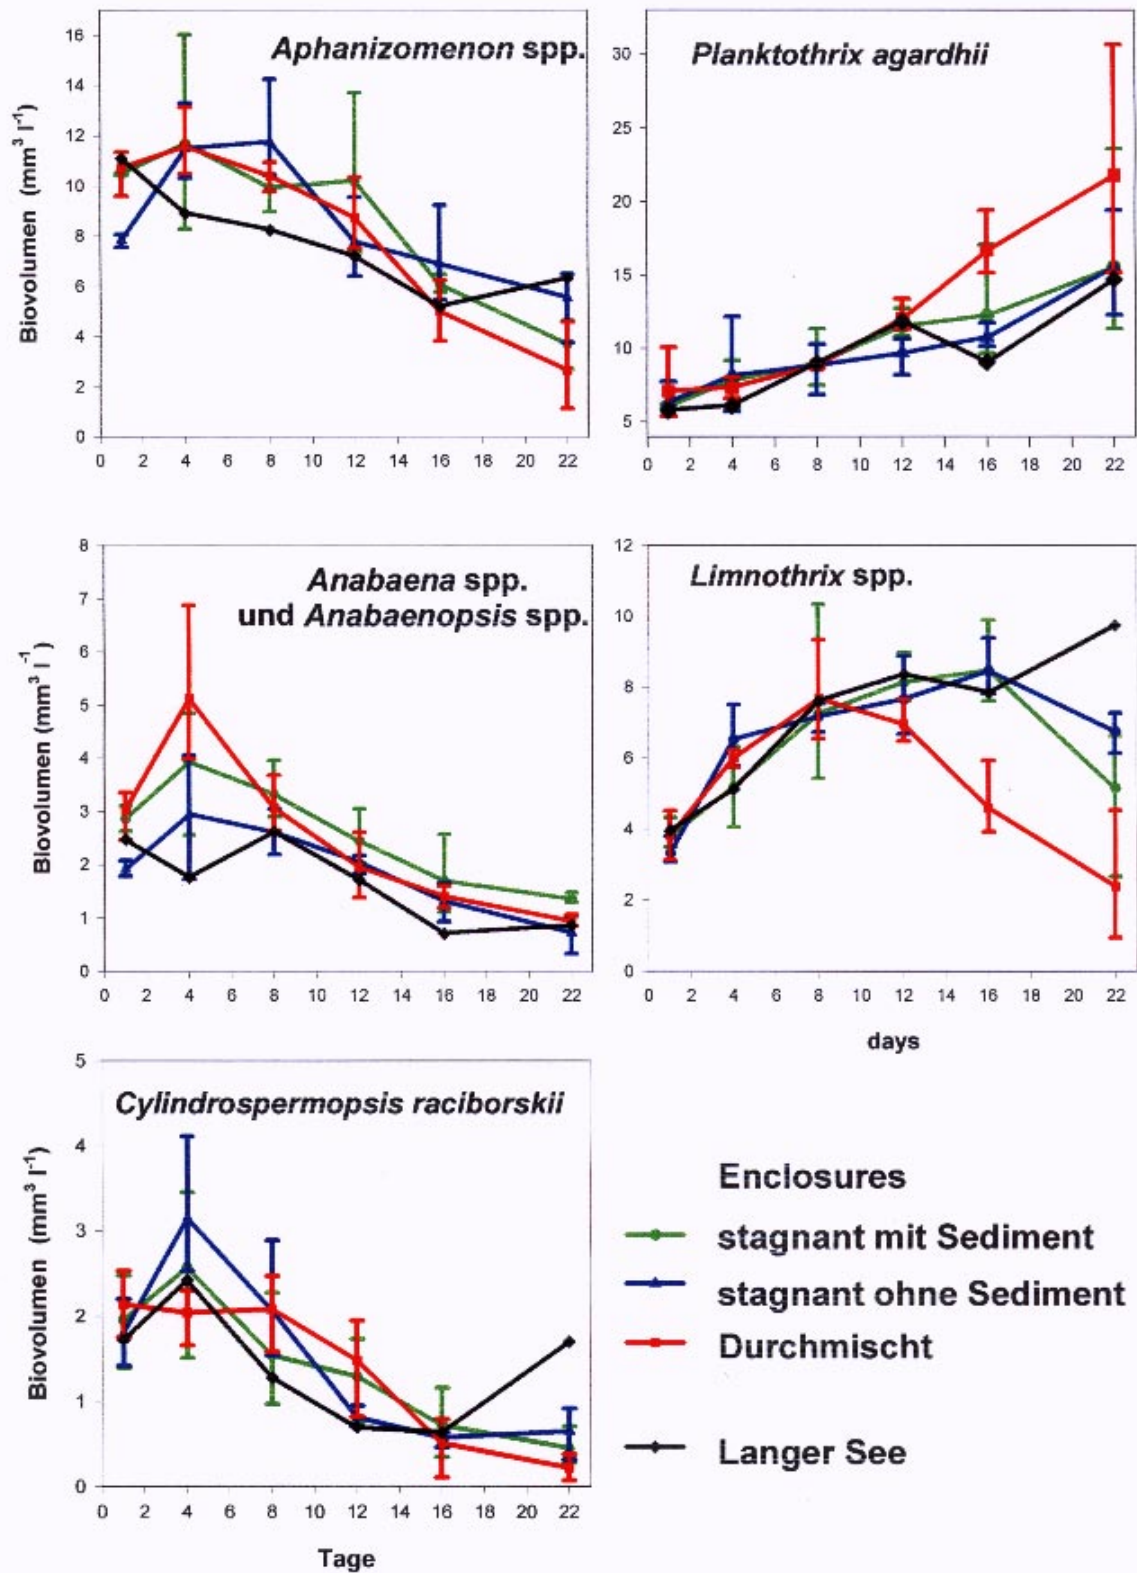 Aphanizomenon spp.
Biovolumen (mm³ l⁻¹)
16
14
12
10
8
6
4
2
0
0 2 4 6 8 10 12 14 16 18 20 22
Planktothrix agardhii
30
25
20
15
10
5
0 2 4 6 8 10 12 14 16 18 20 22
Anabaena spp.
und Anabaenopsis spp.
Biovolumen (mm³ l⁻¹)
8
7
6
5
4
3
2
1
0
0 2 4 6 8 10 12 14 16 18 20 22
Limnothrix spp.
12
10
8
6
4
2
0
0 2 4 6 8 10 12 14 16 18 20 22
days
Cylindrospermopsis raciborskii
Biovolumen (mm³ l⁻¹)
5
4
3
2
1
0
0 2 4 6 8 10 12 14 16 18 20 22
Tage
Enclosures
stagnant mit Sediment
stagnant ohne Sediment
Durchmischt
Langer See